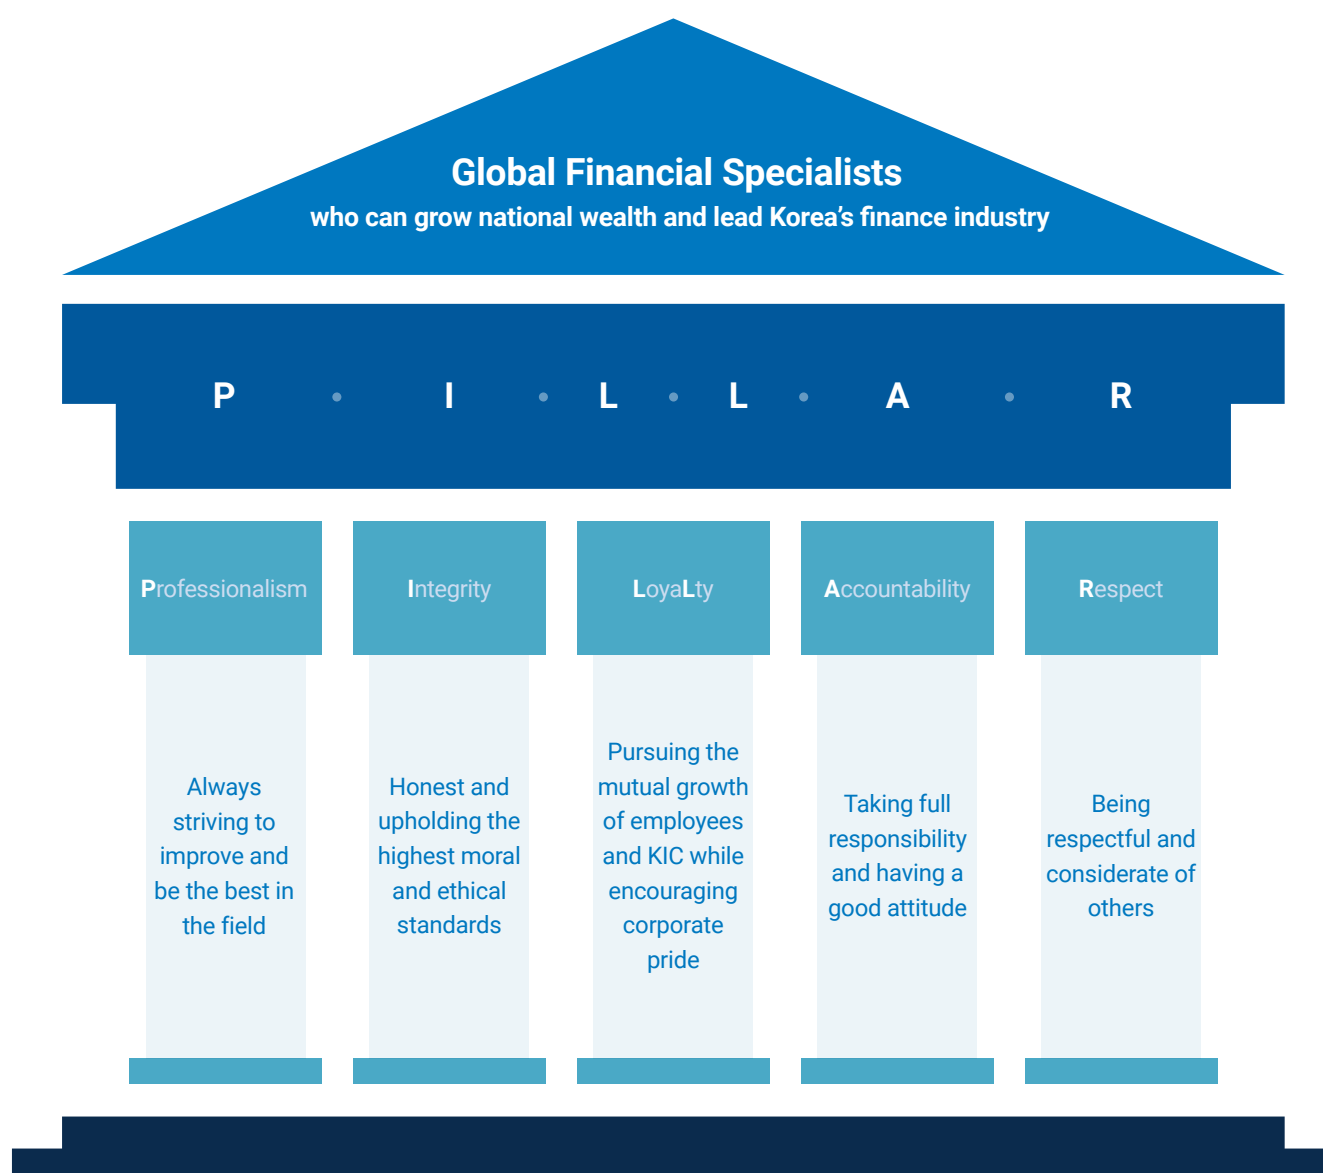 Global Financial Specialists
who can grow national wealth and lead Korea’s finance industry
P • I • L • L • A • R
Professionalism
Always
striving to
improve and
be the best in
the field
Integrity
Honest and
upholding the
highest moral
and ethical
standards
LoyaLty
Pursuing the
mutual growth
of employees
and KIC while
encouraging
corporate
pride
Accountability
Taking full
responsibility
and having a
good attitude
Respect
Being
respectful and
considerate of
others